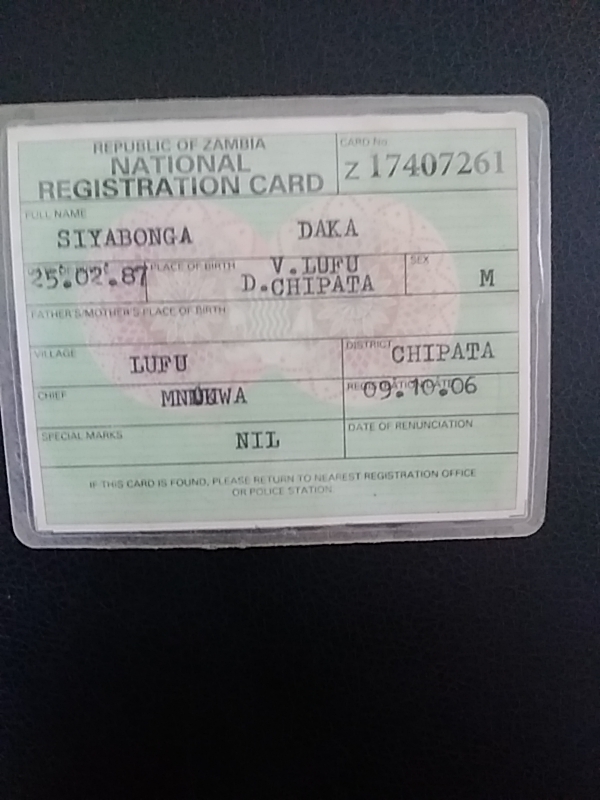 REPUBLIC OF ZAMBIA
NATIONAL
REGISTRATION CARD
CARD No.
Z 17407261
FULL NAME
SIYABONGA DAKA
25.02.87
PLACE OF BIRTH
V.LUFU
D.CHIPATA
SEX
M
FATHER'S/MOTHER'S PLACE OF BIRTH
VILLAGE
LUFU
DISTRICT
CHIPATA
CHIEF
09.10.06
SPECIAL MARKS
NIL
DATE OF RENUNCIATION
IF THIS CARD IS FOUND, PLEASE RETURN TO NEAREST REGISTRATION OFFICE
OR POLICE STATION